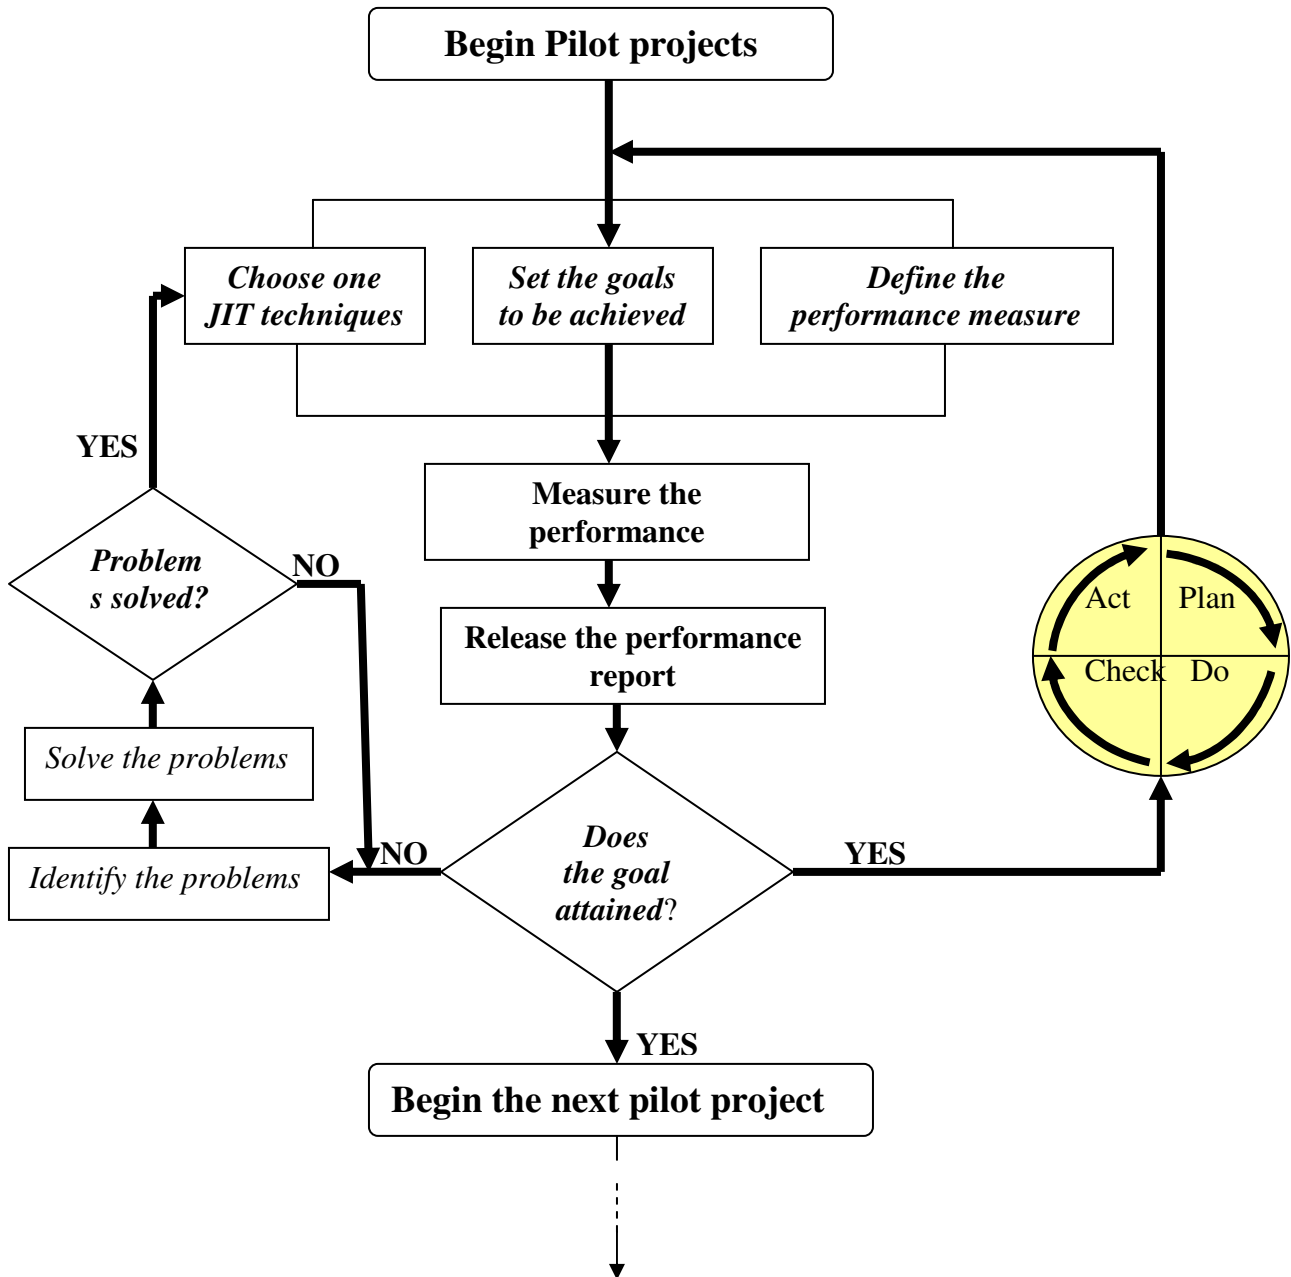 Begin Pilot projects
Choose one
JIT techniques
Set the goals
to be achieved
Define the
performance measure
YES
Measure the
performance
Problem
s solved?
NO
Release the performance
report
Act
Plan
Check
Do
Solve the problems
Identify the problems
NO
Does
the goal
attained?
YES
YES
Begin the next pilot project